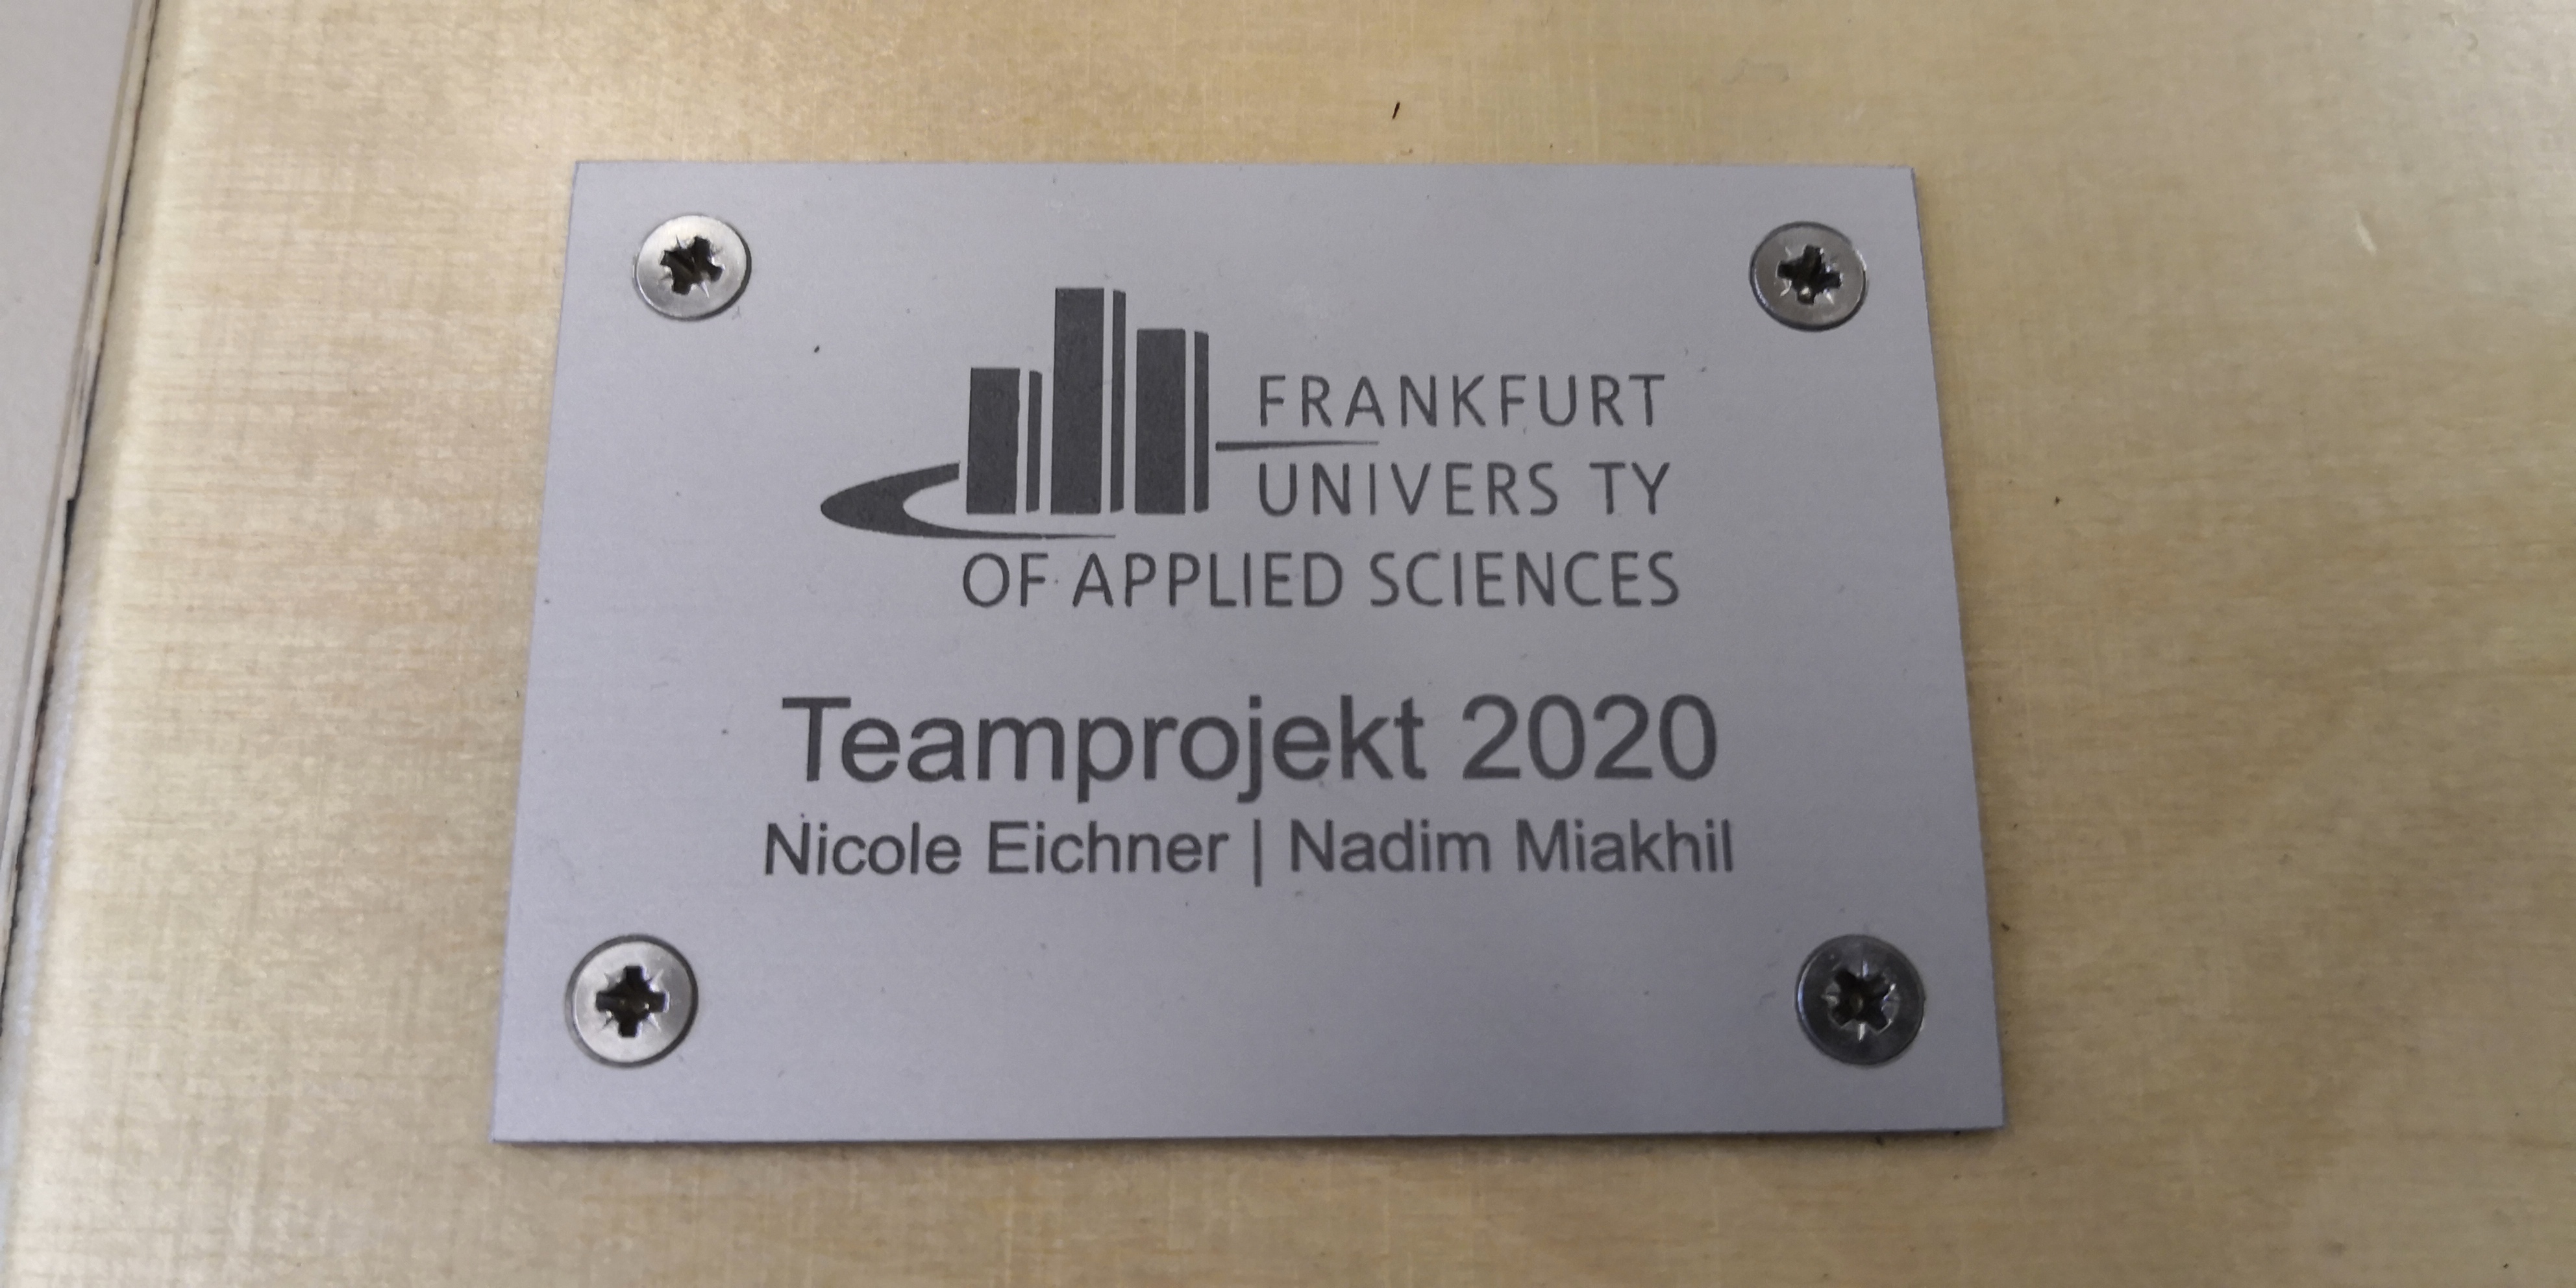 FRANKFURT
UNIVERS TY
OF APPLIED SCIENCES
Teamprojekt 2020
Nicole Eichner | Nadim Miakhil